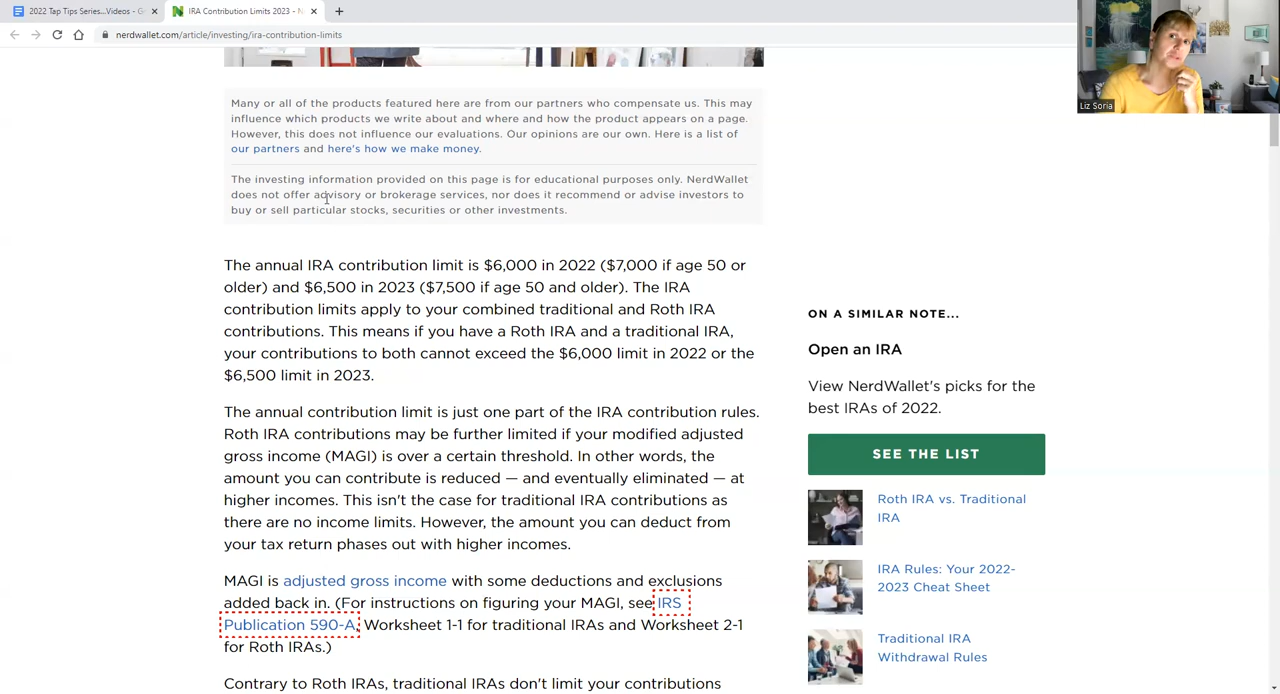 2022 Tap Tips Series...Videos - G
IRA Contribution Limits 2023 - N
nerdwallet.com/article/investing/ira-contribution-limits
Liz Soria
Many or all of the products featured here are from our partners who compensate us. This may
influence which products we write about and where and how the product appears on a page.
However, this does not influence our evaluations. Our opinions are our own. Here is a list of
our partners and here's how we make money.
The investing information provided on this page is for educational purposes only. NerdWallet
does not offer advisory or brokerage services, nor does it recommend or advise investors to
buy or sell particular stocks, securities or other investments.
The annual IRA contribution limit is $6,000 in 2022 ($7,000 if age 50 or
older) and $6,500 in 2023 ($7,500 if age 50 and older). The IRA
contribution limits apply to your combined traditional and Roth IRA
contributions. This means if you have a Roth IRA and a traditional IRA,
your contributions to both cannot exceed the $6,000 limit in 2022 or the
$6,500 limit in 2023.
The annual contribution limit is just one part of the IRA contribution rules.
Roth IRA contributions may be further limited if your modified adjusted
gross income (MAGI) is over a certain threshold. In other words, the
amount you can contribute is reduced — and eventually eliminated — at
higher incomes. This isn't the case for traditional IRA contributions as
there are no income limits. However, the amount you can deduct from
your tax return phases out with higher incomes.
MAGI is adjusted gross income with some deductions and exclusions
added back in. (For instructions on figuring your MAGI, see IRS
Publication 590-A, Worksheet 1-1 for traditional IRAs and Worksheet 2-1
for Roth IRAs.)
Contrary to Roth IRAs, traditional IRAs don't limit your contributions
ON A SIMILAR NOTE...
Open an IRA
View NerdWallet's picks for the
best IRAs of 2022.
SEE THE LIST
Roth IRA vs. Traditional
IRA
IRA Rules: Your 2022-
2023 Cheat Sheet
Traditional IRA
Withdrawal Rules